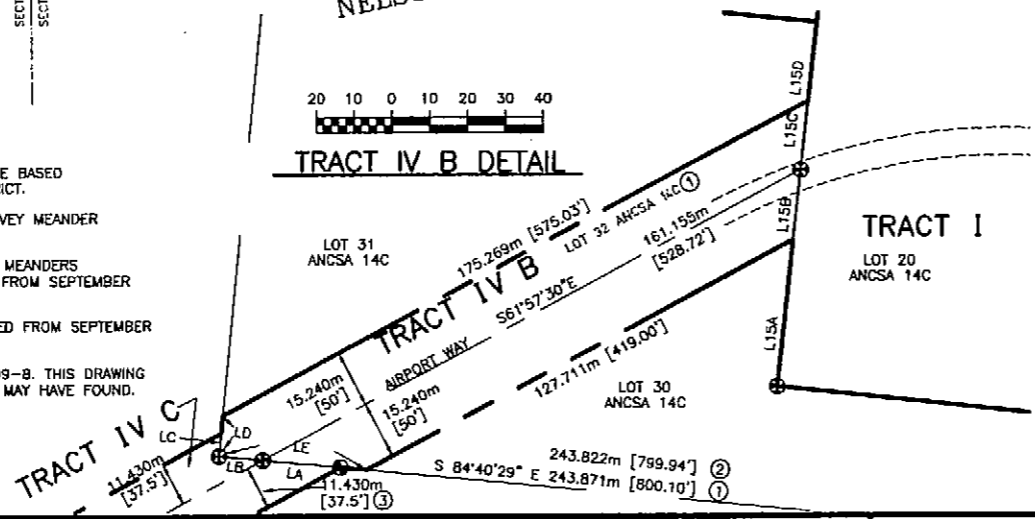 SECT
SECT
NELS
E BASED
ICT.
VEY MEANDER
MEANDERS
FROM SEPTEMBER
ED FROM SEPTEMBER
09-8. THIS DRAWING
MAY HAVE FOUND.
20 10 0 10 20 30 40
TRACT IV B DETAIL
LOT 31
ANCSA 14C
175.269m [575.03']
LOT 32 ANCSA 14C ①
161.155m
[528.72']
TRACT IV B
S61°57'30"E
AIRPORT WAY
15.240m
[50']
15.240m
[50']
127.711m [419.00']
LOT 30
ANCSA 14C
L15D
L15C
L15B
L15A
TRACT I
LOT 20
ANCSA 14C
TRACT IV C
LC
LD
LE
LB
LA
11.430m
[37.5']
11.430m
[37.5'] ③
243.822m [799.94'] ②
S 84°40'29" E 243.871m [800.10'] ①